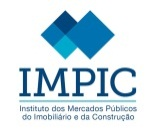 IMPIC
Instituto dos Mercados Públicos
do Imobiliário e da Construção